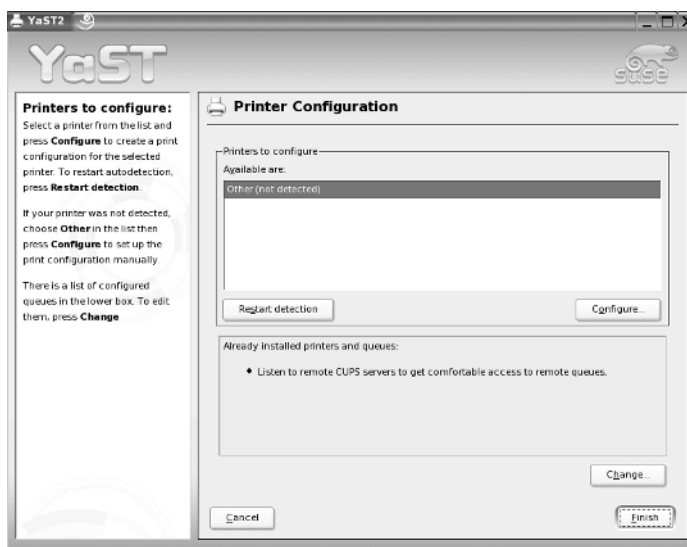 YaST2
YaST
suse
Printers to configure:
Select a printer from the list and
press Configure to create a print
configuration for the selected
printer. To restart autodetection,
press Restart detection.
If your printer was not detected,
choose Other in the list then
press Configure to set up the
print configuration manually
There is a list of configured
queues in the lower box. To edit
them, press Change
Printer Configuration
Printers to configure
Available are:
Other (not detected)
Restart detection
Configure...
Already installed printers and queues:
Listen to remote CUPS servers to get comfortable access to remote queues.
Change...
Cancel
Finish